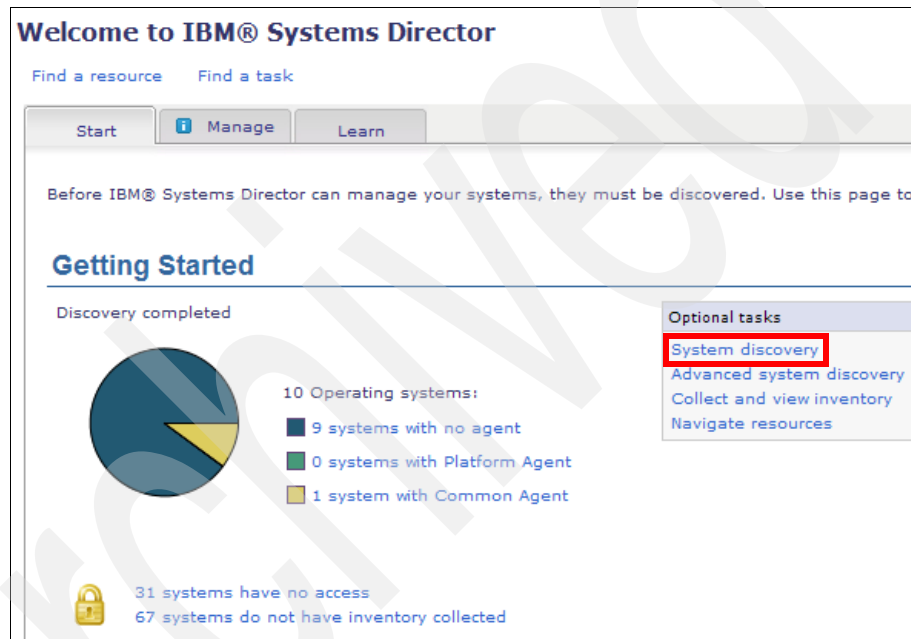 Welcome to IBM® Systems Director
Find a resource Find a task
Start Manage Learn
Before IBM® Systems Director can manage your systems, they must be discovered. Use this page to
Getting Started
Discovery completed
10 Operating systems:
9 systems with no agent
0 systems with Platform Agent
1 system with Common Agent
Optional tasks
System discovery
Advanced system discovery
Collect and view inventory
Navigate resources
31 systems have no access
67 systems do not have inventory collected